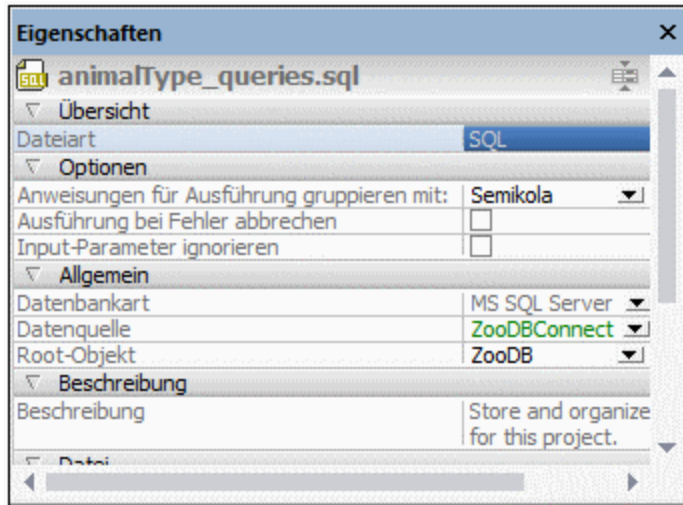 Eigenschaften
animalType_queries.sql
Übersicht
Dateiart SQL
Optionen
Anweisungen für Ausführung gruppieren mit: Semikola
Ausführung bei Fehler abbrechen
Input-Parameter ignorieren
Allgemein
Datenbankart MS SQL Server
Datenquelle ZooDBConnect
Root-Objekt ZooDB
Beschreibung
Beschreibung Store and organize
for this project.
Datei